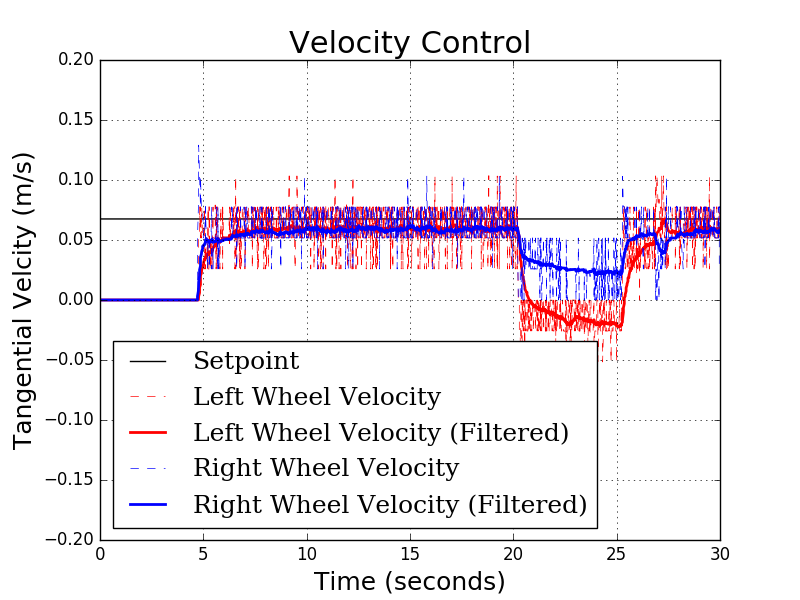 Velocity Control
0.20
0.15
0.10
0.05
0.00
−0.05
−0.10
−0.15
−0.20
Tangential Velcity (m/s)
Setpoint
Left Wheel Velocity
Left Wheel Velocity (Filtered)
Right Wheel Velocity
Right Wheel Velocity (Filtered)
0 5 10 15 20 25 30
Time (seconds)